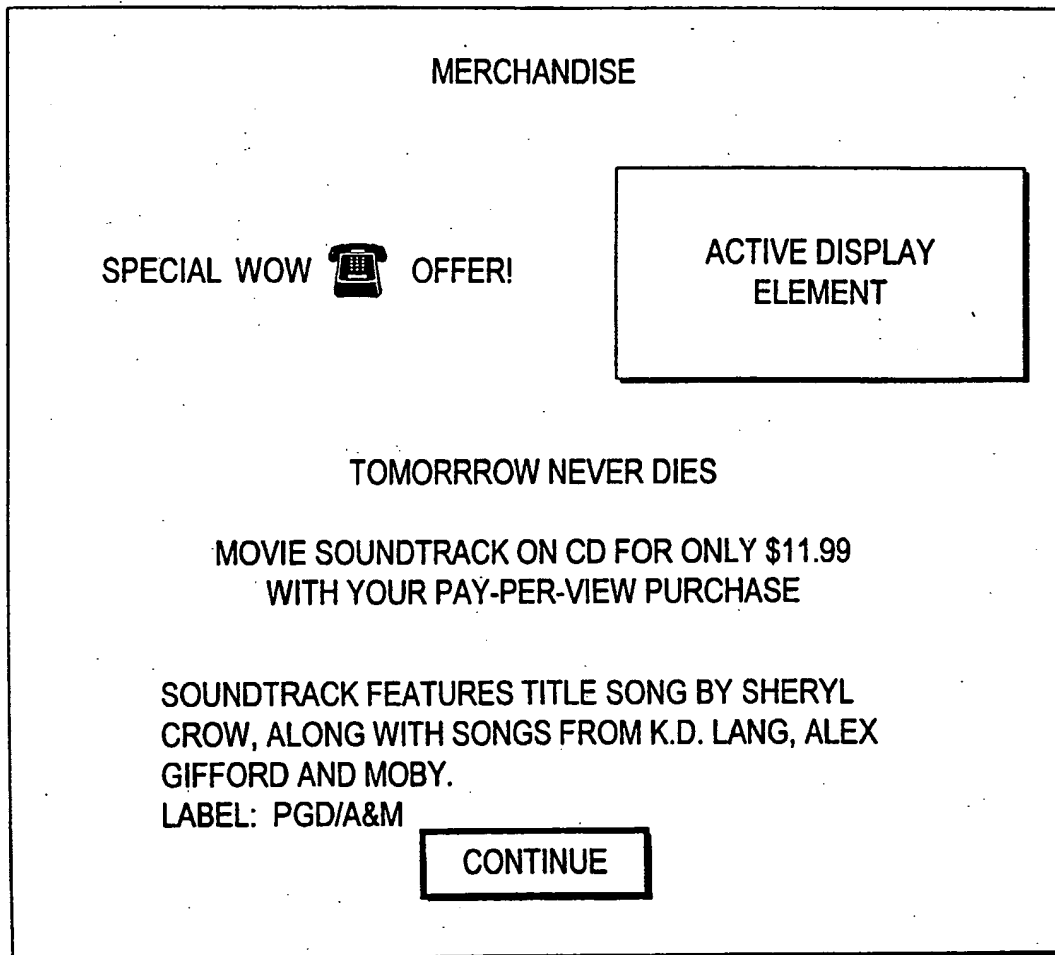 MERCHANDISE
SPECIAL WOW OFFER!
ACTIVE DISPLAY
ELEMENT
TOMORRROW NEVER DIES
MOVIE SOUNDTRACK ON CD FOR ONLY $11.99
WITH YOUR PAY-PER-VIEW PURCHASE
SOUNDTRACK FEATURES TITLE SONG BY SHERYL
CROW, ALONG WITH SONGS FROM K.D. LANG, ALEX
GIFFORD AND MOBY.
LABEL: PGD/A&M
CONTINUE